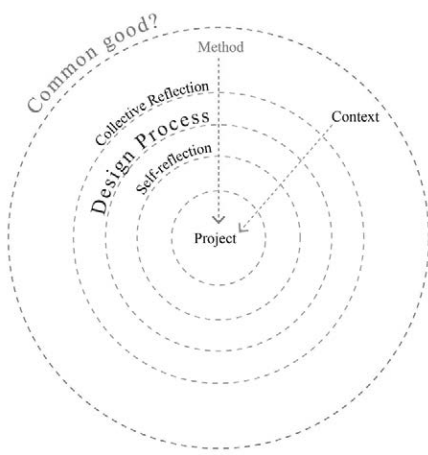 Common good?
Method
Collective Reflection
Design Process
Self-reflection
Context
Project